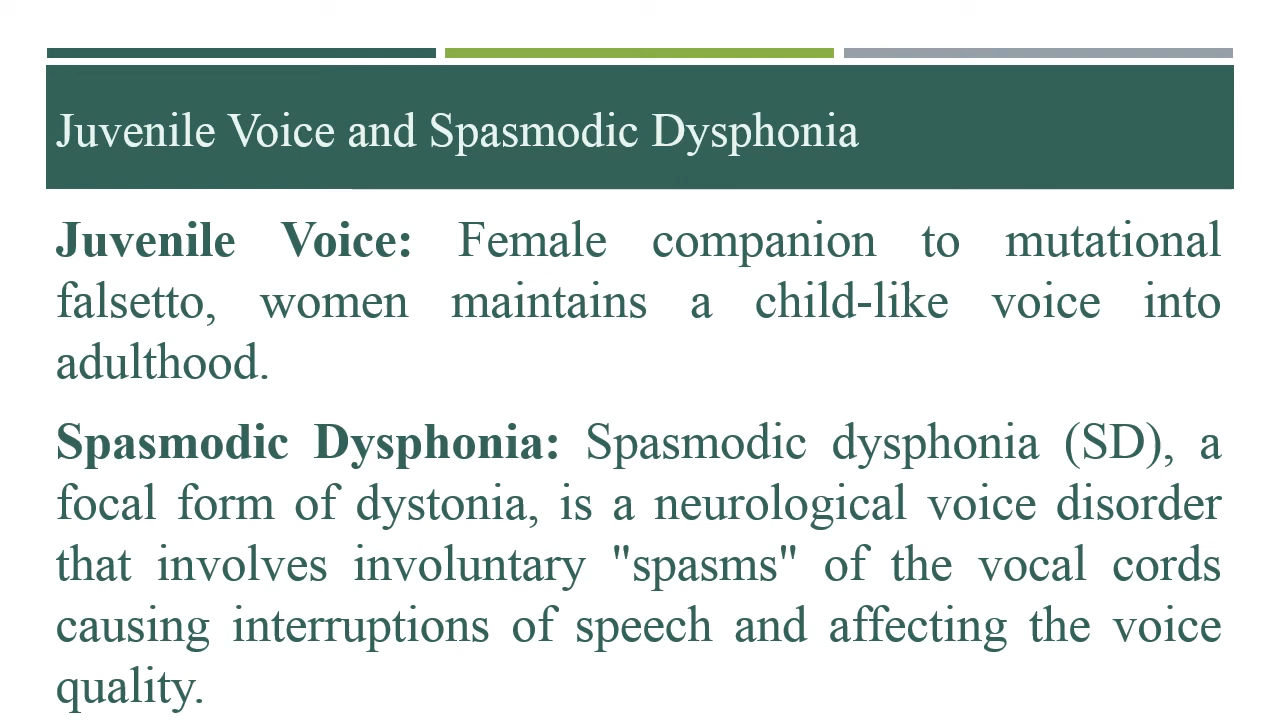 Juvenile Voice and Spasmodic Dysphonia
Juvenile Voice: Female companion to mutational
falsetto, women maintains a child-like voice into
adulthood.
Spasmodic Dysphonia: Spasmodic dysphonia (SD), a
focal form of dystonia, is a neurological voice disorder
that involves involuntary "spasms" of the vocal cords
causing interruptions of speech and affecting the voice
quality.